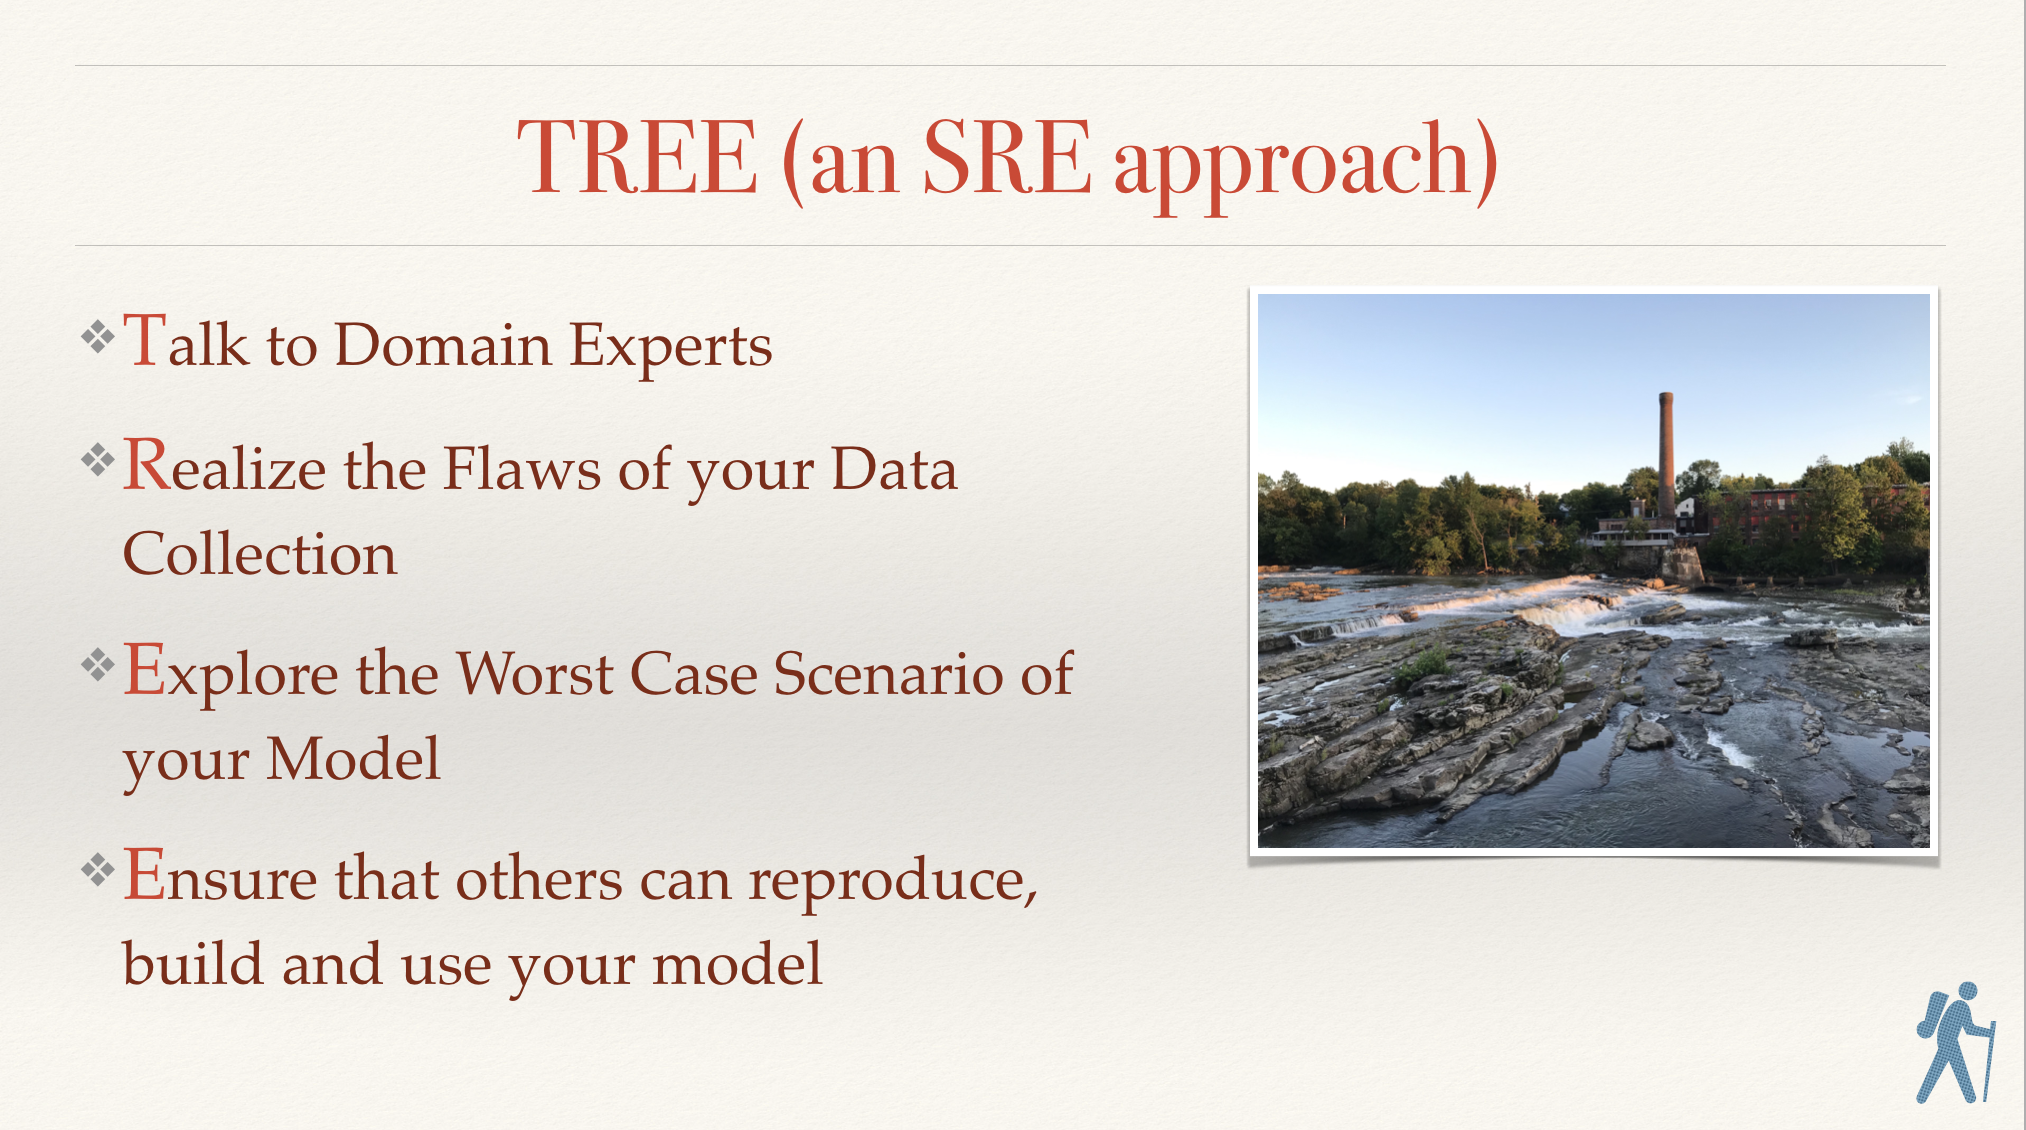 TREE (an SRE approach)
Talk to Domain Experts
Realize the Flaws of your Data
Collection
Explore the Worst Case Scenario of
your Model
Ensure that others can reproduce,
build and use your model